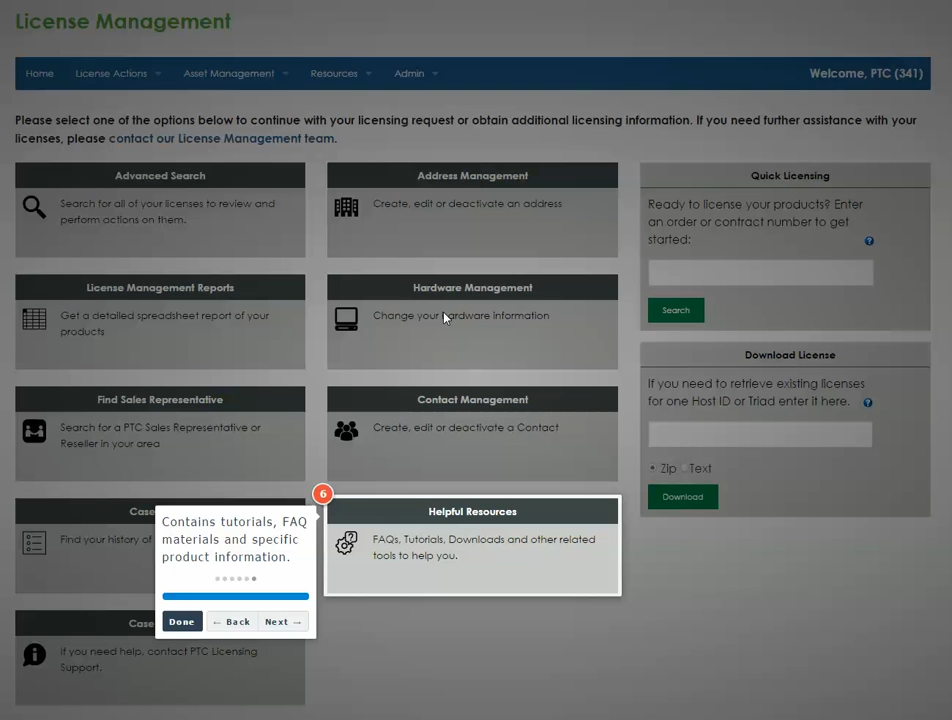 License Management
Home License Actions Asset Management Resources Admin Welcome, PTC (341)
Please select one of the options below to continue with your licensing request or obtain additional licensing information. If you need further assistance with your
licenses, please contact our License Management team.
Advanced Search
Search for all of your licenses to review and
perform actions on them.
Address Management
Create, edit or deactivate an address
Quick Licensing
Ready to license your products? Enter
an order or contract number to get
started:
Search
License Management Reports
Get a detailed spreadsheet report of your
products
Hardware Management
Change your hardware information
Download License
If you need to retrieve existing licenses
for one Host ID or Triad enter it here.
Zip Text
Download
Find Sales Representative
Search for a PTC Sales Representative or
Reseller in your area
Contact Management
Create, edit or deactivate a Contact
Case
Find your history of
6
Contains tutorials, FAQ
materials and specific
product information.
Done ← Back Next →
Helpful Resources
FAQs, Tutorials, Downloads and other related
tools to help you.
Case
If you need help, contact PTC Licensing
Support.